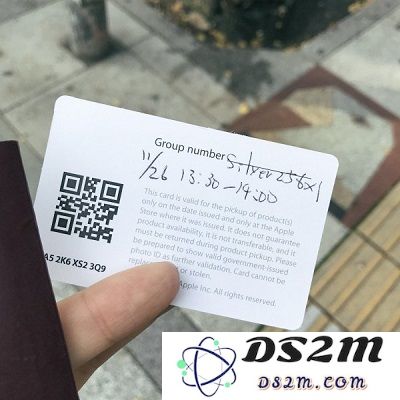 Group number Silver 256x1
11/26 13:30-14:00
This card is valid for the pickup of product(s)
only on the date issued and only at the Apple
Store where it was issued. It does not guarantee
product availability. It is not transferable, and it
must be returned during product pickup. Please
be prepared to show valid government-issued
photo ID as further validation. Card cannot be
repla or stolen.
Apple Inc. All rights reserved.
A5 2K6 XS2 3Q9
DS2M
DS2m.com